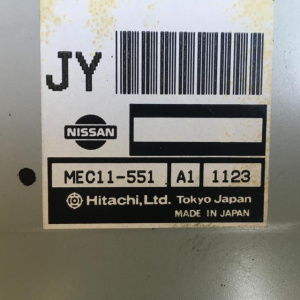 JY
NISSAN
MEC11-551 A1 1123
Hitachi,Ltd. Tokyo Japan
MADE IN JAPAN